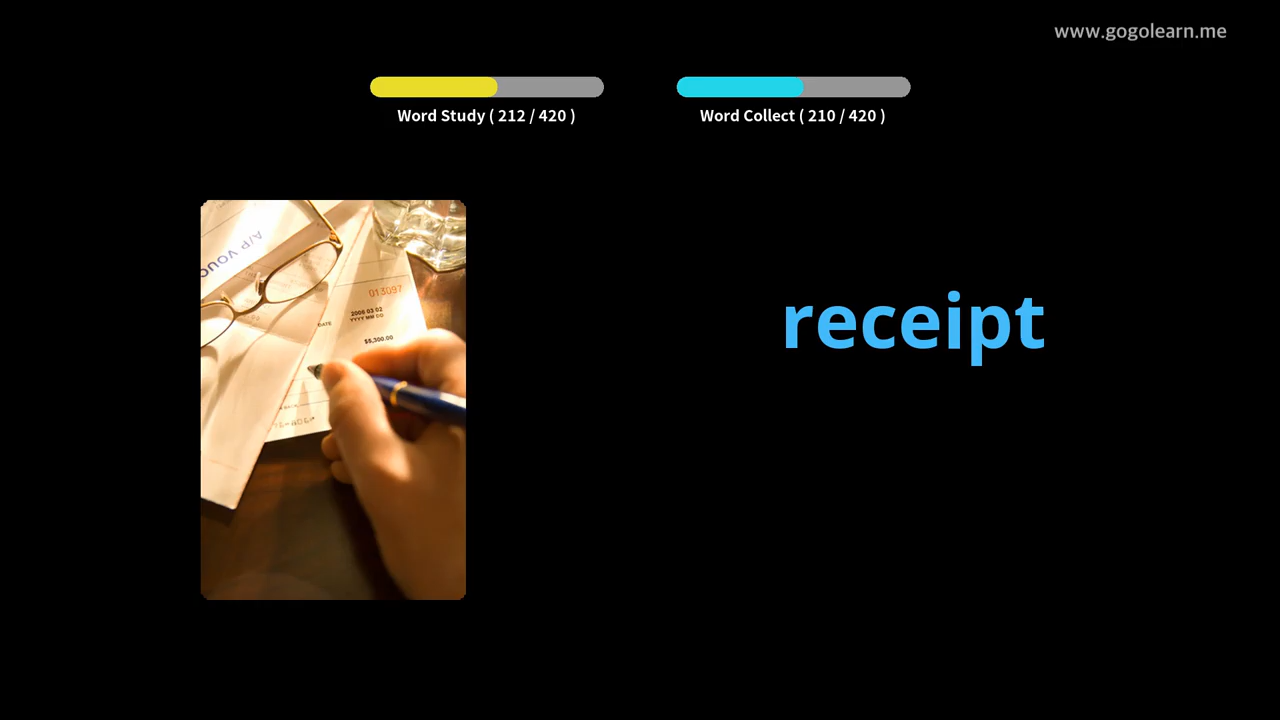 www.gogolearn.me
Word Study ( 212 / 420 )
Word Collect ( 210 / 420 )
receipt
A/P VOUC
013097
DATE
2006 03 02
YYYY MM DD
$5,300.00